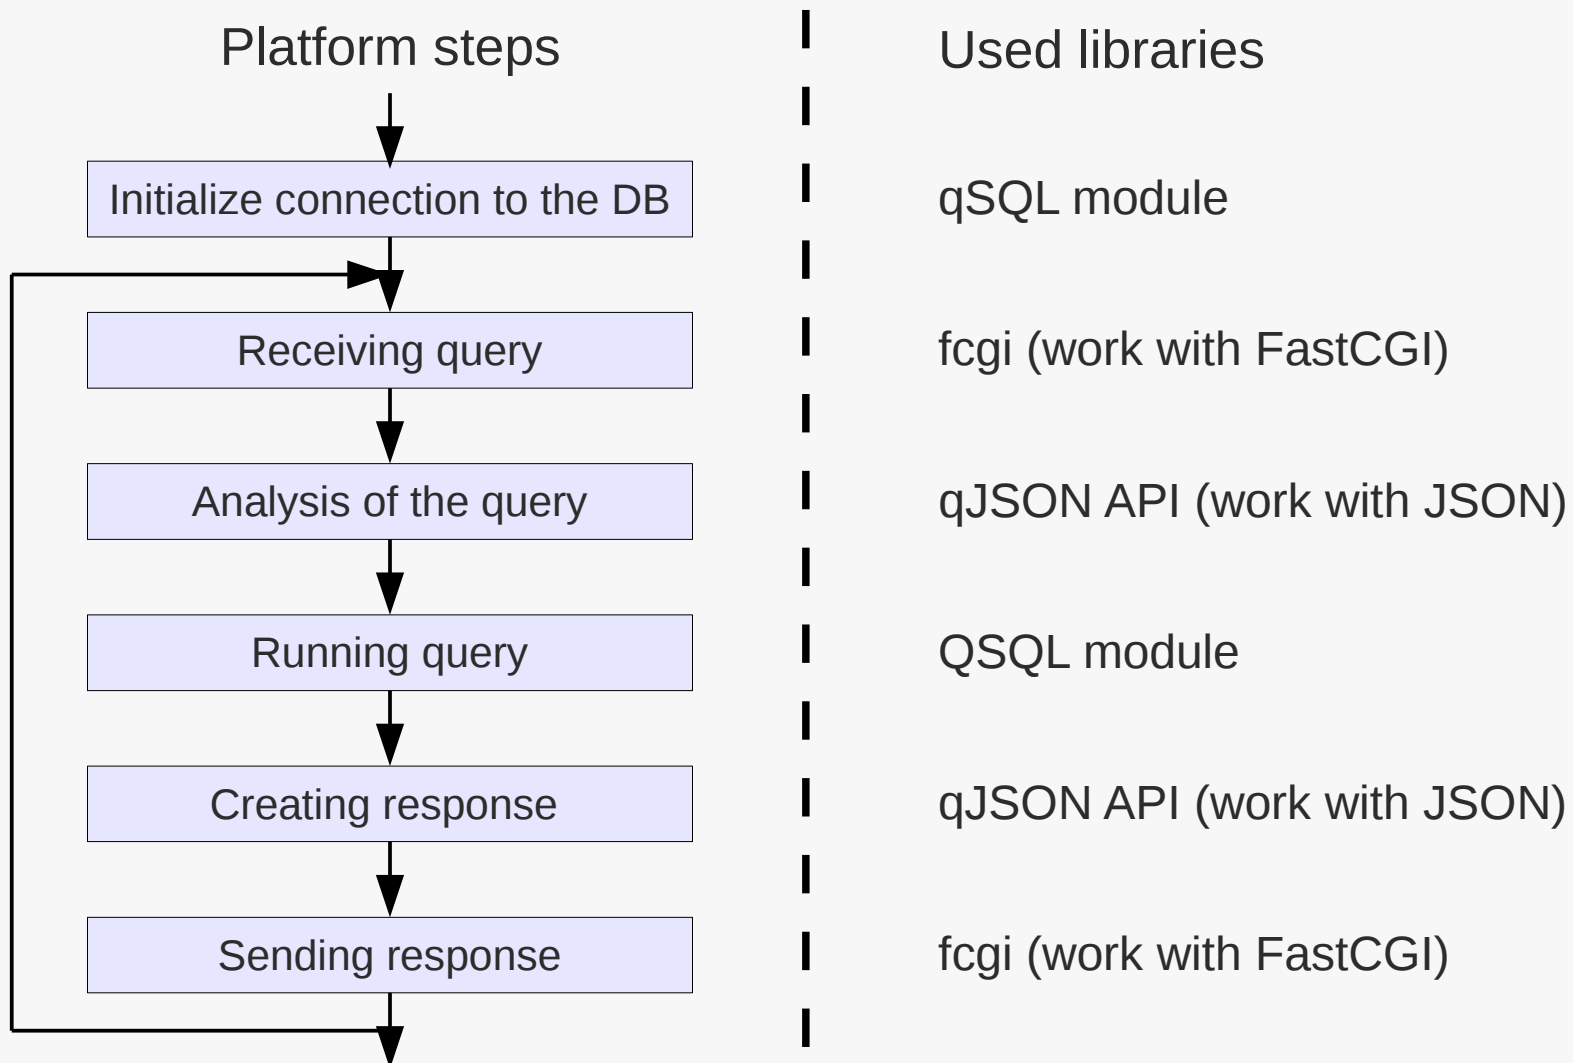 Platform steps
Used libraries
Initialize connection to the DB
qSQL module
Receiving query
fcgi (work with FastCGI)
Analysis of the query
qJSON API (work with JSON)
Running query
QSQL module
Creating response
qJSON API (work with JSON)
Sending response
fcgi (work with FastCGI)